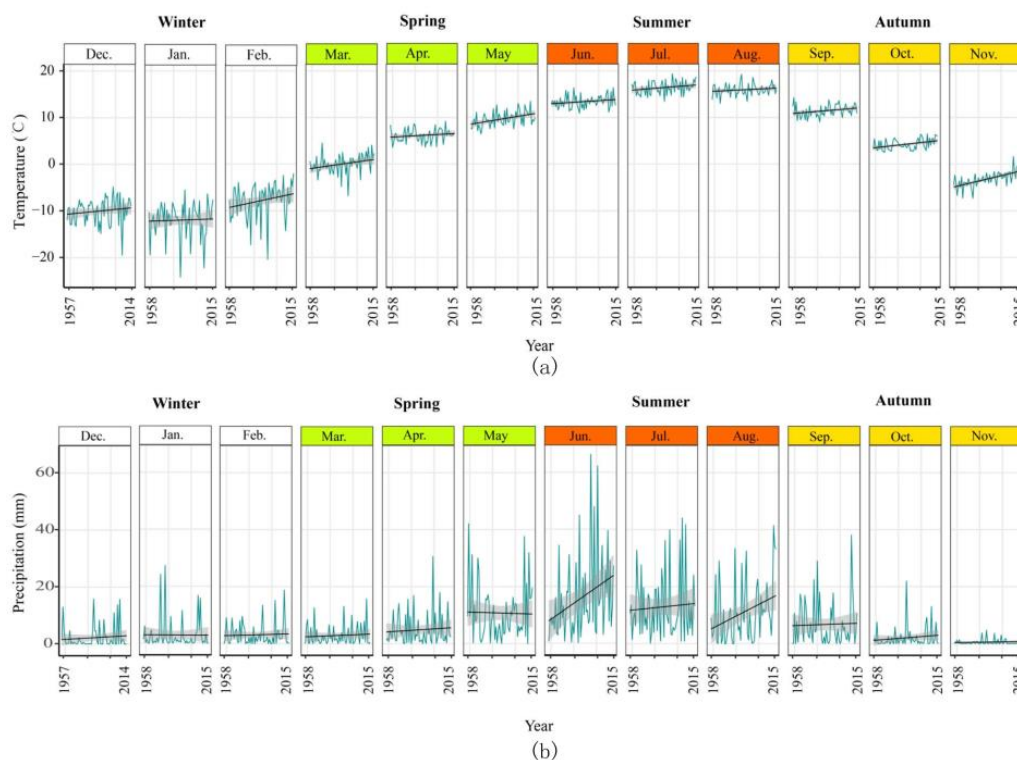 Winter Spring Summer Autumn
Dec. Jan. Feb. Mar. Apr. May Jun. Jul. Aug. Sep. Oct. Nov.
Temperature (℃)
20
10
0
−10
−20
1957 2014 1958 2015 1958 2015 1958 2015 1958 2015 1958 2015 1958 2015 1958 2015 1958 2015 1958 2015 1958 2015 1958 2015
Year
(a)
Winter Spring Summer Autumn
Dec. Jan. Feb. Mar. Apr. May Jun. Jul. Aug. Sep. Oct. Nov.
Precipitation (mm)
60
40
20
0
1957 2014 1958 2015 1958 2015 1958 2015 1958 2015 1958 2015 1958 2015 1958 2015 1958 2015 1958 2015 1958 2015 1958 2015
Year
(b)